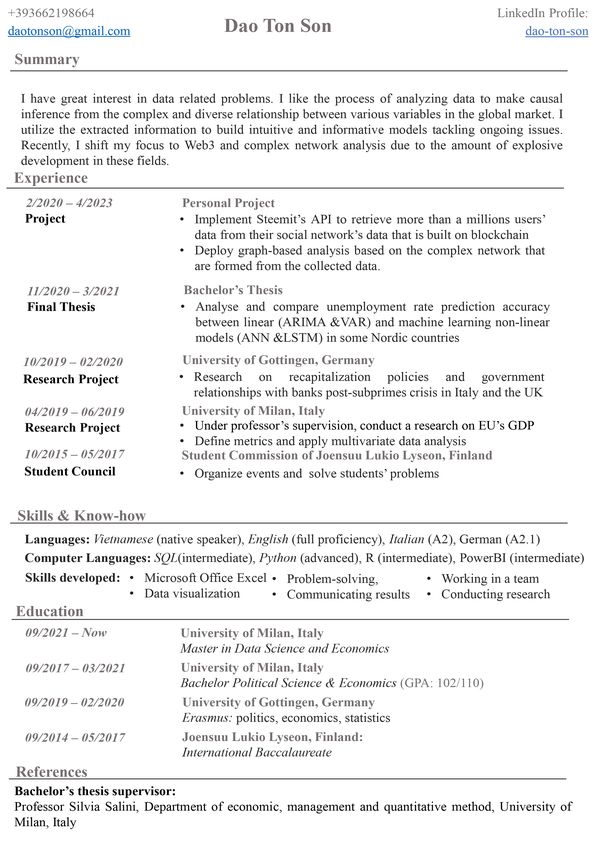 +393662198664
daotonson@gmail.com
Dao Ton Son
LinkedIn Profile:
dao-ton-son
Summary
I have great interest in data related problems. I like the process of analyzing data to make causal
inference from the complex and diverse relationship between various variables in the global market. I
utilize the extracted information to build intuitive and informative models tackling ongoing issues.
Recently, I shift my focus to Web3 and complex network analysis due to the amount of explosive
development in these fields.
Experience
2/2020 – 4/2023
Project
Personal Project
• Implement Steemit’s API to retrieve more than a millions users’
data from their social network’s data that is built on blockchain
• Deploy graph-based analysis based on the complex network that
are formed from the collected data.
11/2020 – 3/2021
Final Thesis
Bachelor’s Thesis
• Analyse and compare unemployment rate prediction accuracy
between linear (ARIMA &VAR) and machine learning non-linear
models (ANN &LSTM) in some Nordic countries
10/2019 – 02/2020
Research Project
University of Gottingen, Germany
• Research on recapitalization policies and government
relationships with banks post-subprimes crisis in Italy and the UK
04/2019 – 06/2019
Research Project
University of Milan, Italy
• Under professor’s supervision, conduct a research on EU’s GDP
• Define metrics and apply multivariate data analysis
10/2015 – 05/2017
Student Council
Student Commission of Joensuu Lukio Lyseon, Finland
• Organize events and solve students’ problems
Skills & Know-how
Languages: Vietnamese (native speaker), English (full proficiency), Italian (A2), German (A2.1)
Computer Languages: SQL(intermediate), Python (advanced), R (intermediate), PowerBI (intermediate)
Skills developed:
• Microsoft Office Excel
• Data visualization
• Problem-solving,
• Communicating results
• Working in a team
• Conducting research
Education
09/2021 – Now
University of Milan, Italy
Master in Data Science and Economics
09/2017 – 03/2021
University of Milan, Italy
Bachelor Political Science & Economics (GPA: 102/110)
09/2019 – 02/2020
University of Gottingen, Germany
Erasmus: politics, economics, statistics
09/2014 – 05/2017
Joensuu Lukio Lyseon, Finland:
International Baccalaureate
References
Bachelor’s thesis supervisor:
Professor Silvia Salini, Department of economic, management and quantitative method, University of
Milan, Italy